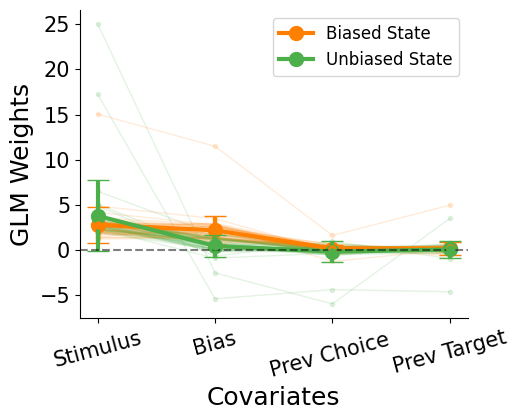 25
20
15
10
5
0
−5
GLM Weights
Biased State
Unbiased State
Stimulus
Bias
Prev Choice
Prev Target
Covariates